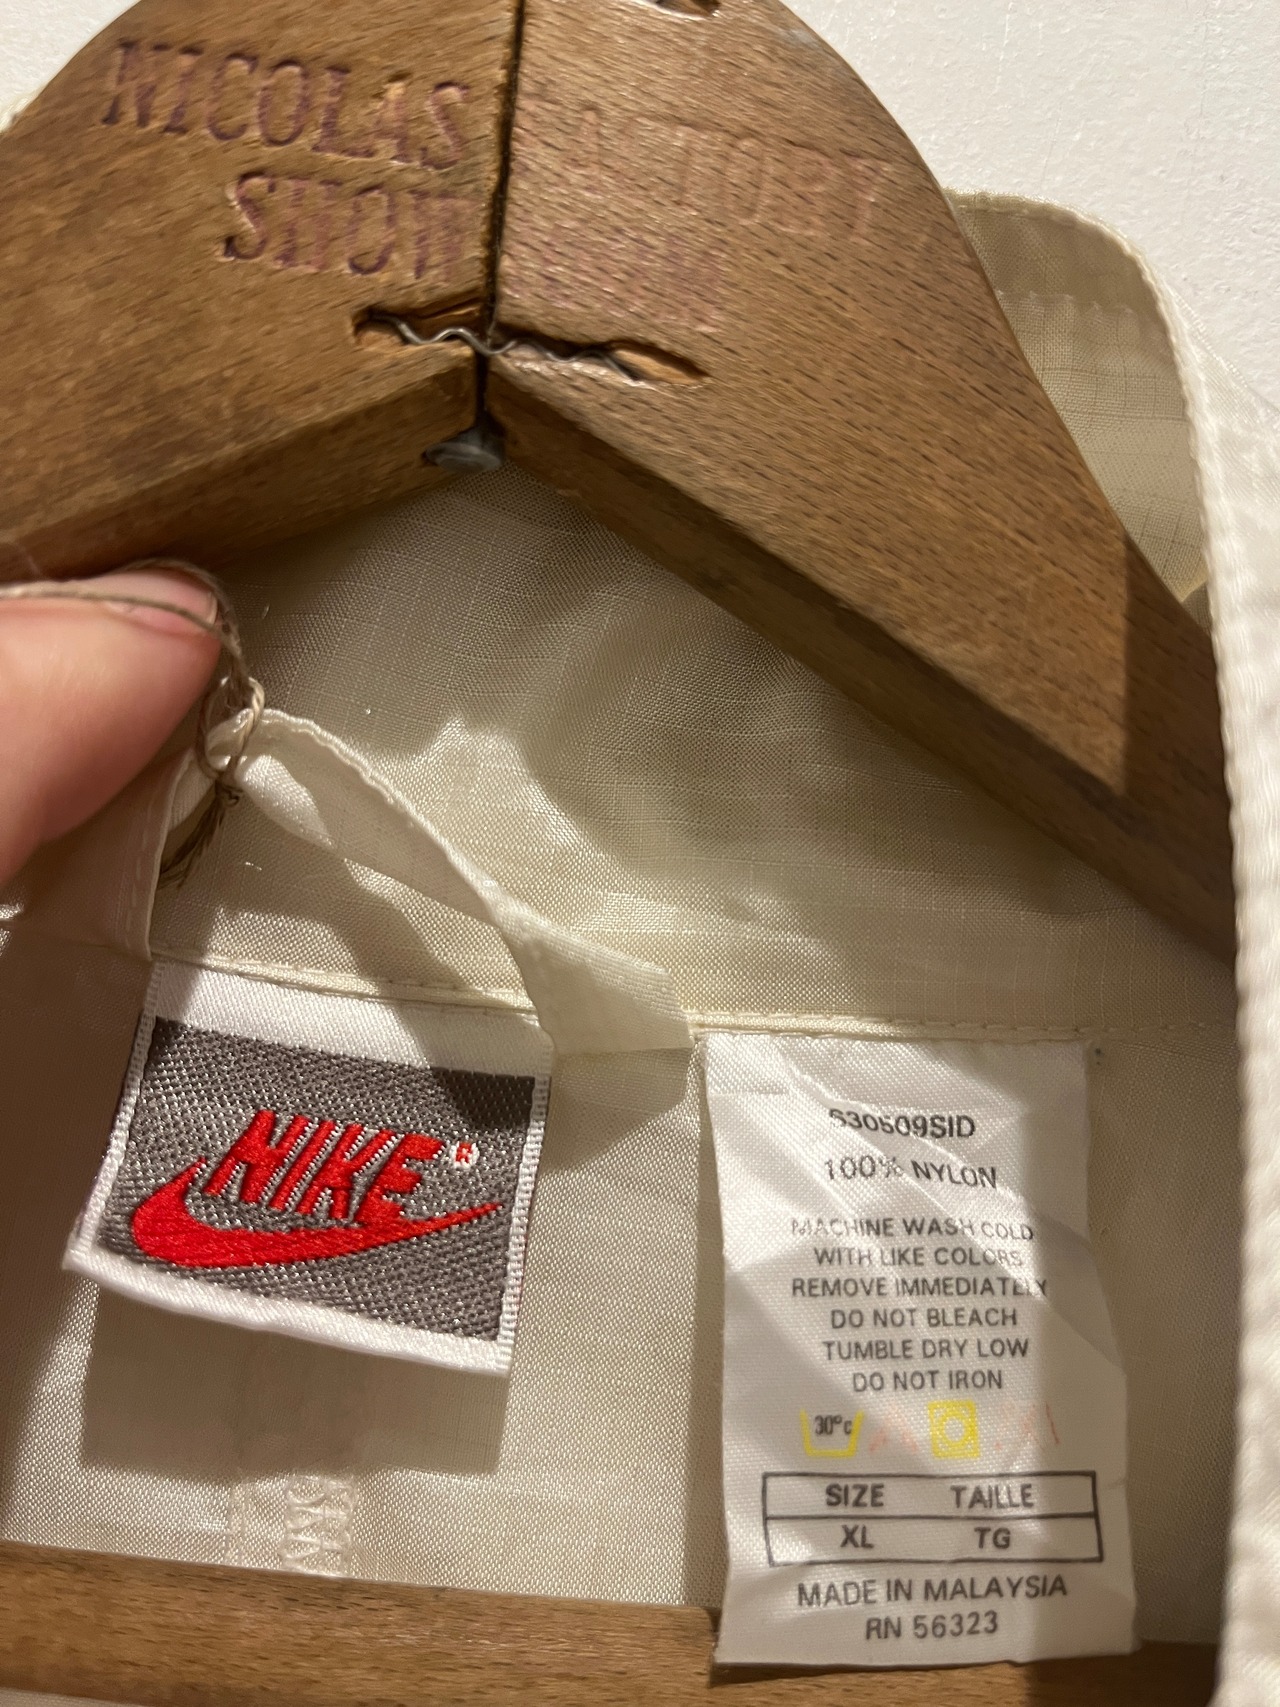 NICOLAS
SHOW
FACTORY
NIKE®
S30509SID
100% NYLON
MACHINE WASH COLD
WITH LIKE COLORS
REMOVE IMMEDIATELY
DO NOT BLEACH
TUMBLE DRY LOW
DO NOT IRON
30°c
SIZE TAILLE
XL TG
MADE IN MALAYSIA
RN 56323